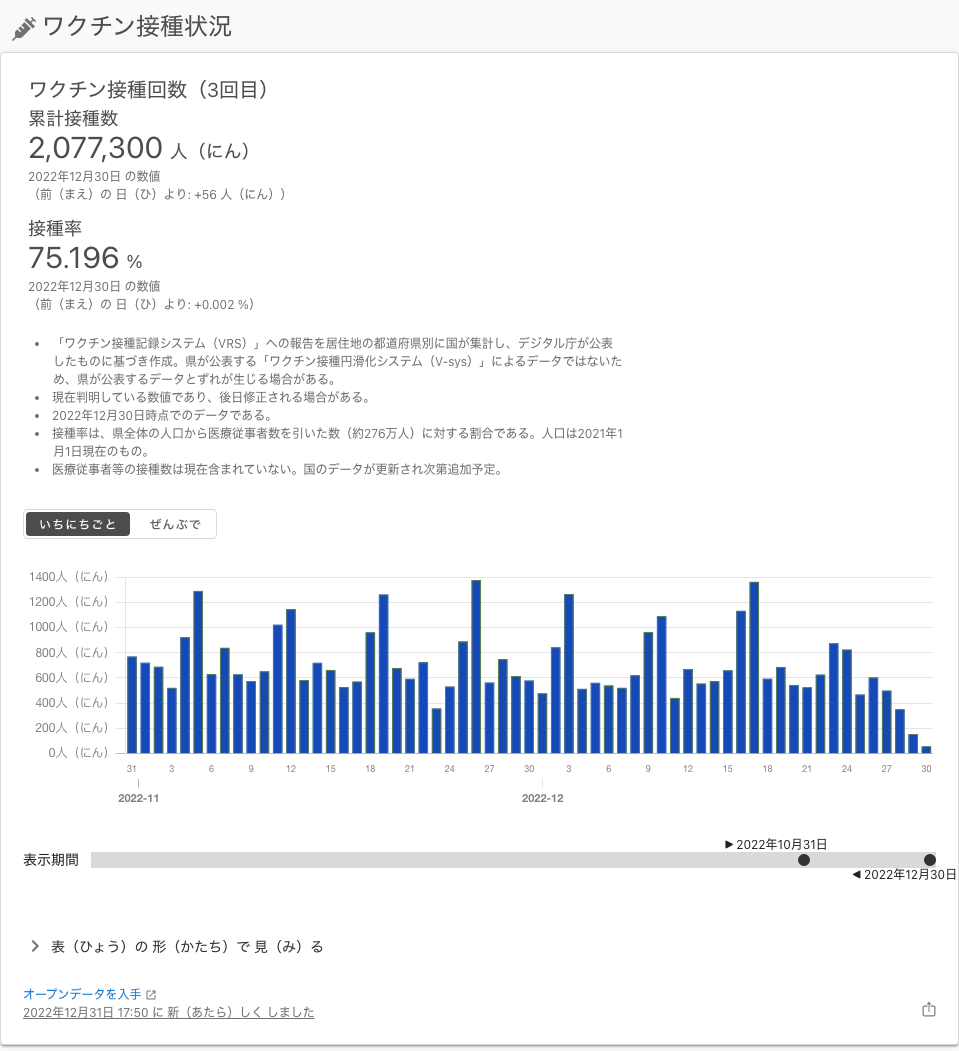 ワクチン接種状況
ワクチン接種回数（3回目）
累計接種数
2,077,300 人（にん）
2022年12月30日 の数値
（前（まえ）の 日（ひ）より: +56 人（にん））
接種率
75.196 %
2022年12月30日 の数値
（前（まえ）の 日（ひ）より: +0.002 %）
• 「ワクチン接種記録システム（VRS）」への報告を居住地の都道府県別に国が集計し、デジタル庁が公表
したものに基づき作成。県が公表する「ワクチン接種円滑化システム（V-sys）」によるデータではないた
め、県が公表するデータとずれが生じる場合がある。
• 現在判明している数値であり、後日修正される場合がある。
• 2022年12月30日時点でのデータである。
• 接種率は、県全体の人口から医療従事者数を引いた数（約276万人）に対する割合である。人口は2021年1
月1日現在のもの。
• 医療従事者等の接種数は現在含まれていない。国のデータが更新され次第追加予定。
いちにちごと ぜんぶで
1400人（にん）
1200人（にん）
1000人（にん）
800人（にん）
600人（にん）
400人（にん）
200人（にん）
0人（にん）
31 3 6 9 12 15 18 21 24 27 30 3 6 9 12 15 18 21 24 27 30
2022-11 2022-12
▶ 2022年10月31日
表示期間
◀ 2022年12月30日
表（ひょう）の 形（かたち）で 見（み）る
オープンデータを入手
2022年12月31日 17:50 に 新（あたら）しく しました